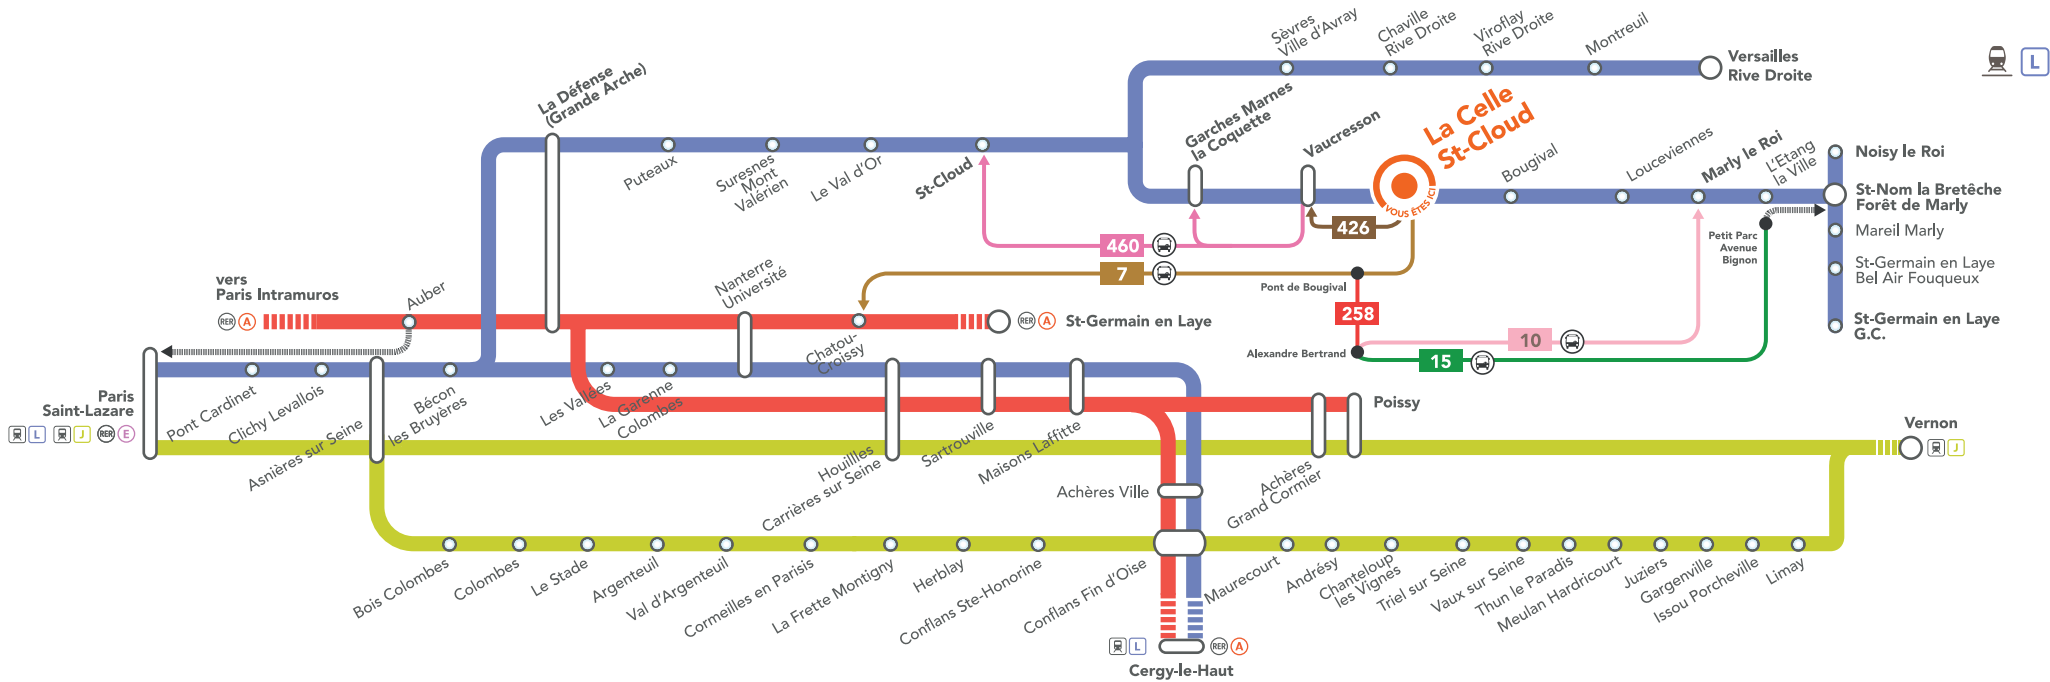 Sèvres
Ville d'Avray
Chaville
Rive Droite
Viroflay
Rive Droite
Montreuil
Versailles
Rive Droite
L
La Défense
(Grande Arche)
Puteaux
Suresnes
Mont
Valérien
Le Val d'Or
St-Cloud
Garches Marnes
la Coquette
Vaucresson
La Celle
St-Cloud
VOUS ÊTES ICI
Bougival
Louveciennes
Marly le Roi
L'Etang
la Ville
Noisy le Roi
St-Nom la Bretêche
Forêt de Marly
Mareil Marly
St-Germain en Laye
Bel Air Fouqueux
St-Germain en Laye
G.C.
426
460
7
Petit Parc
Avenue
Bignon
Pont de Bougival
258
Alexandre Bertrand
10
15
vers
Paris Intramuros
RER A
Auber
Nanterre
Université
Chatou-
Croissy
RER A
St-Germain en Laye
Paris
Saint-Lazare
L J RER E
Pont Cardinet
Clichy Levallois
Asnières sur Seine
Bécon
les Bruyères
Les Vallées
La Garenne
Colombes
Houillles
Carrières sur Seine
Sartrouville
Maisons Laffitte
Achères
Grand Cormier
Poissy
Vernon
J
Achères Ville
Bois Colombes
Colombes
Le Stade
Argenteuil
Val d'Argenteuil
Cormeilles en Parisis
La Frette Montigny
Herblay
Conflans Ste-Honorine
Conflans Fin d'Oise
Maurecourt
Andrésy
Chanteloup
les Vignes
Triel sur Seine
Vaux sur Seine
Thun le Paradis
Meulan Hardricourt
Juziers
Gargenville
Issou Porcheville
Limay
L
RER A
Cergy-le-Haut